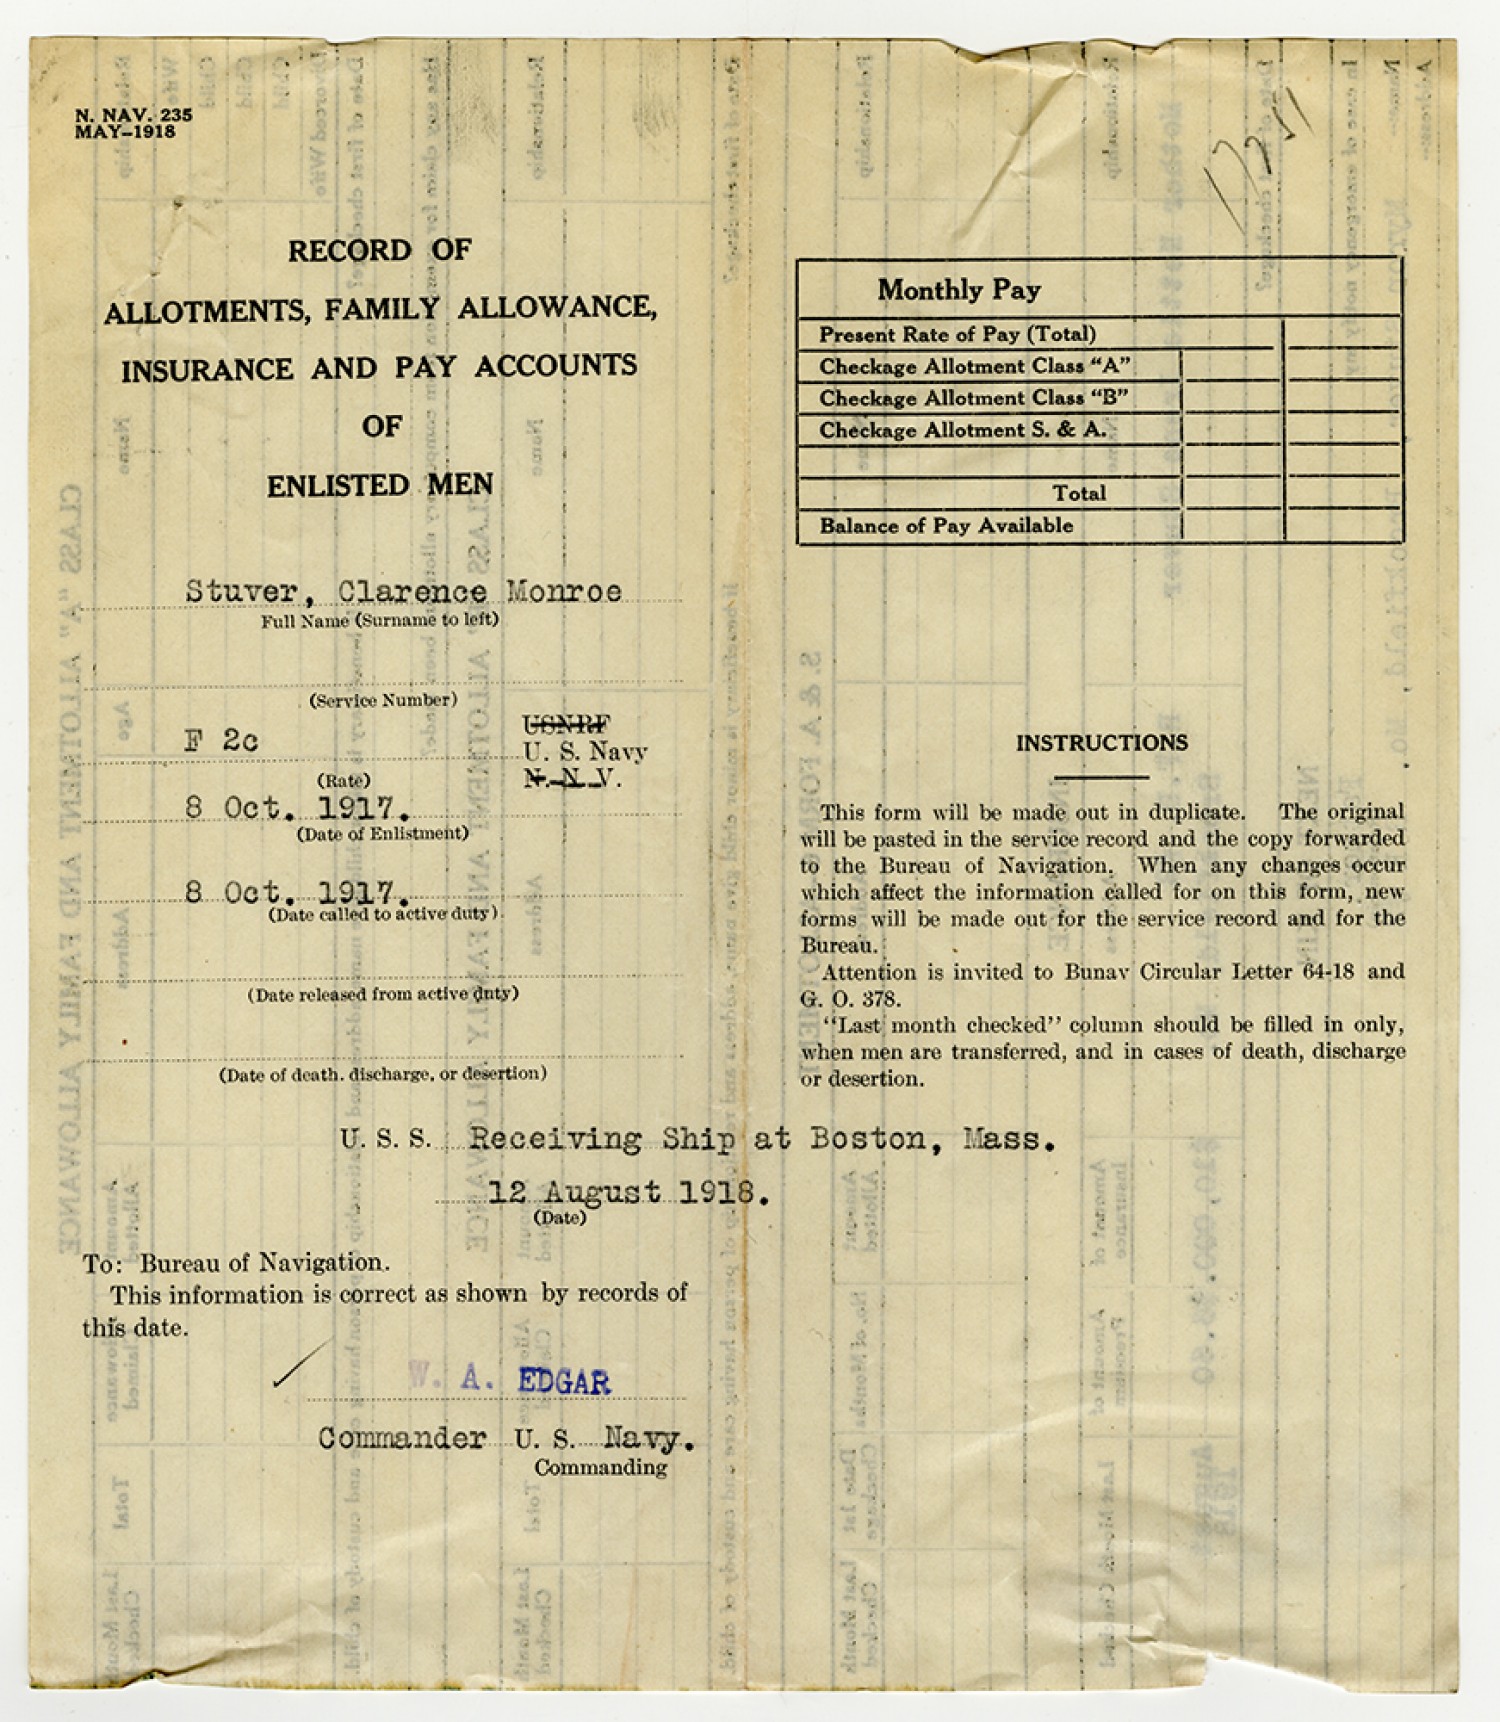 N. NAV. 235
MAY—1918
RECORD OF
ALLOTMENTS, FAMILY ALLOWANCE,
INSURANCE AND PAY ACCOUNTS
OF
ENLISTED MEN
Stuver, Clarence Monroe
Full Name (Surname to left)
(Service Number)
USNRF
F 2c U. S. Navy
(Rate) N. N. V.
8 Oct. 1917.
(Date of Enlistment)
8 Oct. 1917.
(Date called to active duty)
(Date released from active duty)
(Date of death, discharge, or desertion)
U. S. S. Receiving Ship at Boston, Mass.
12 August 1918.
(Date)
To: Bureau of Navigation.
This information is correct as shown by records of
this date.
W. A. EDGAR
Commander U. S. Navy.
Commanding
Monthly Pay
Present Rate of Pay (Total)
Checkage Allotment Class “A”
Checkage Allotment Class “B”
Checkage Allotment S. & A.
Total
Balance of Pay Available
INSTRUCTIONS
This form will be made out in duplicate. The original
will be pasted in the service record and the copy forwarded
to the Bureau of Navigation. When any changes occur
which affect the information called for on this form, new
forms will be made out for the service record and for the
Bureau.
Attention is invited to Bunav Circular Letter 64-18 and
G. O. 378.
“Last month checked” column should be filled in only,
when men are transferred, and in cases of death, discharge
or desertion.